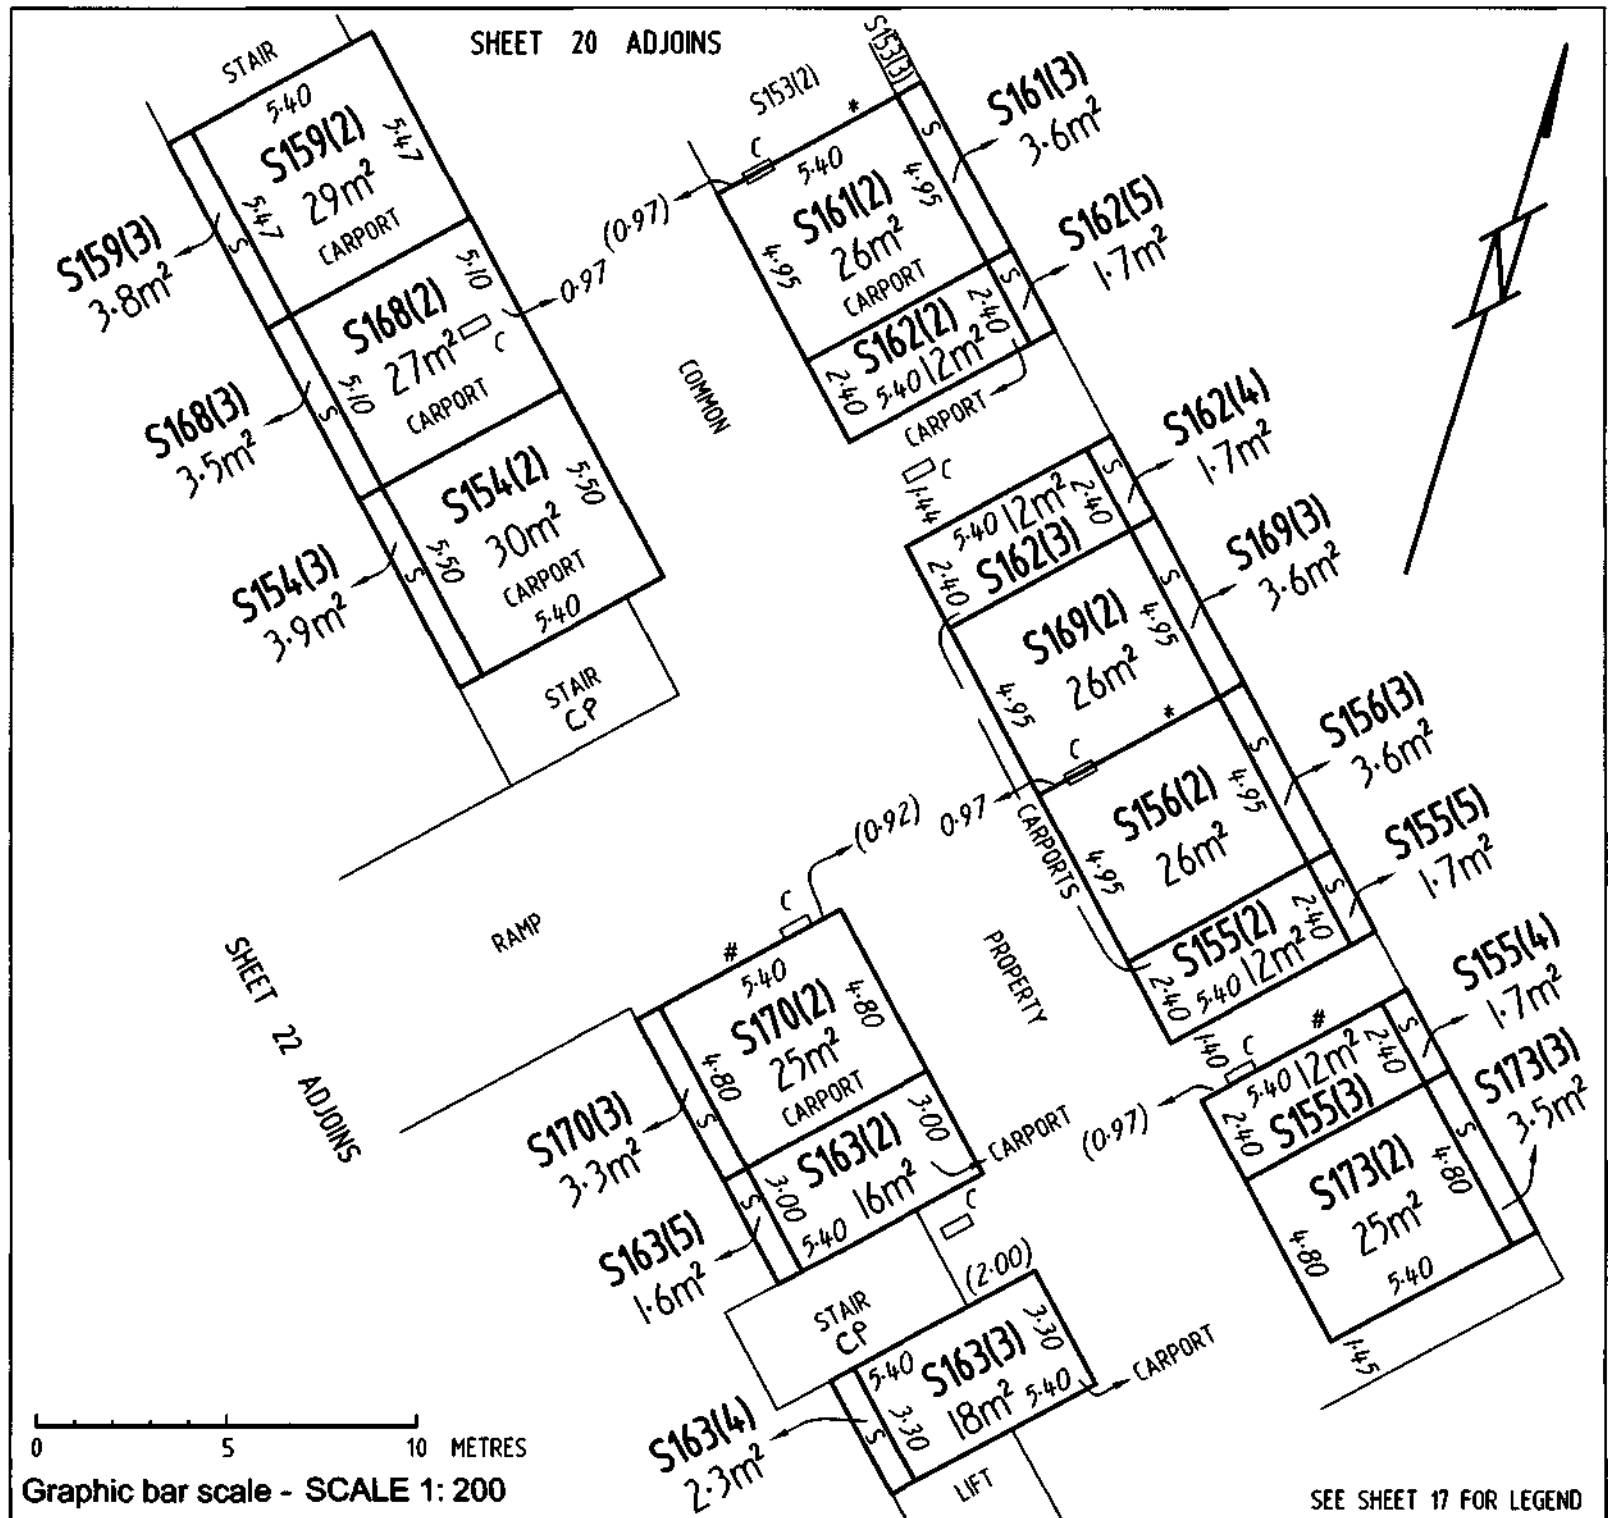 SHEET 20 ADJOINS
STAIR
S153(2)
S153(3)
5.40
S159(2)
29m²
CARPORT
5.47
5.47
S
S159(3)
3.8m²
S168(2)
27m²
CARPORT
5.10
5.10
C
0.97
S
S168(3)
3.5m²
S154(2)
30m²
CARPORT
5.50
5.50
5.40
S
S154(3)
3.9m²
STAIR
CP
(0.97)
C
*
5.40
S161(2)
26m²
CARPORT
4.95
4.95
S
S161(3)
3.6m²
S162(2)
5.40 12m²
2.40
2.40
S
S162(5)
1.7m²
CARPORT
COMMON
C
1.44
5.40 12m²
S162(3)
2.40
2.40
S
S162(4)
1.7m²
S169(2)
26m²
4.95
4.95
S
S169(3)
3.6m²
*
C
0.97
S156(2)
26m²
4.95
4.95
S
S156(3)
3.6m²
CARPORTS
S155(2)
5.40 12m²
2.40
2.40
S
S155(5)
1.7m²
PROPERTY
1.40
C
#
(0.97)
5.40 12m²
S155(3)
2.40
2.40
S
S155(4)
1.7m²
S173(2)
25m²
4.80
4.80
5.40
S
S173(3)
3.5m²
1.45
RAMP
SHEET 22 ADJOINS
(0.92)
C
#
5.40
S170(2)
25m²
CARPORT
4.80
4.80
S
S170(3)
3.3m²
S163(2)
16m²
3.00
3.00
5.40
CARPORT
S
S163(5)
1.6m²
C
(2.00)
STAIR
CP
5.40
S163(3)
18m²
5.40
3.30
3.30
CARPORT
S
S163(4)
2.3m²
LIFT
N
0 5 10 METRES
Graphic bar scale - SCALE 1: 200
SEE SHEET 17 FOR LEGEND